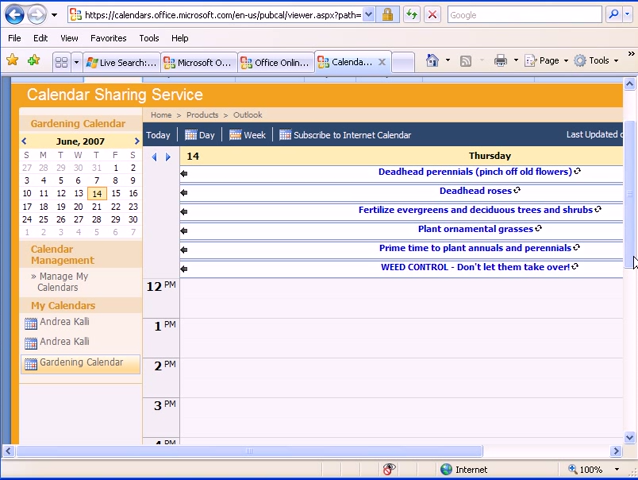 https://calendars.office.microsoft.com/en-us/pubcal/viewer.aspx?path=
Google
File Edit View Favorites Tools Help
Live Search:... Microsoft O... Office Onlin... Calenda...
Page Tools
Calendar Sharing Service
Home > Products > Outlook
Gardening Calendar
Today Day Week Subscribe to Internet Calendar Last Updated o
June, 2007
S M T W T F S
27 28 29 30 31 1 2
3 4 5 6 7 8 9
10 11 12 13 14 15 16
17 18 19 20 21 22 23
24 25 26 27 28 29 30
1 2 3 4 5 6 7
14 Thursday
Deadhead perennials (pinch off old flowers)
Deadhead roses
Fertilize evergreens and deciduous trees and shrubs
Plant ornamental grasses
Prime time to plant annuals and perennials
WEED CONTROL - Don't let them take over!
Calendar Management
» Manage My Calendars
My Calendars
Andrea Kalli
Andrea Kalli
Gardening Calendar
12 PM
1 PM
2 PM
3 PM
Internet 100%